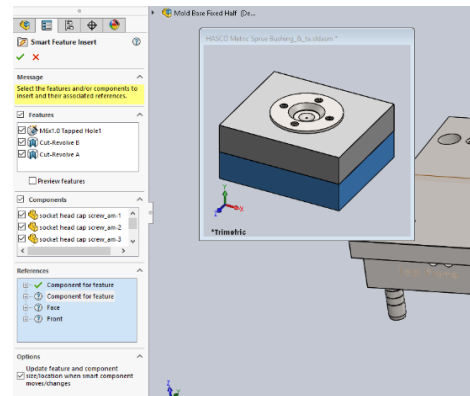 Mold Base Fixed Half (De...
Smart Feature Insert
Message
Select the features and/or components to
insert and their associated references.
Features
M6x1.0 Tapped Hole1
Cut-Revolve B
Cut-Revolve A
Preview features
Components
socket head cap screw_am-1
socket head cap screw_am-2
socket head cap screw_am-3
References
Component for feature
Component for feature
Face
Front
Options
Update feature and component
size/location when smart component
moves/changes
HASCO Metric Sprue Bushing_&_ta.sldasm *
Y
X
Z
*Trimetric